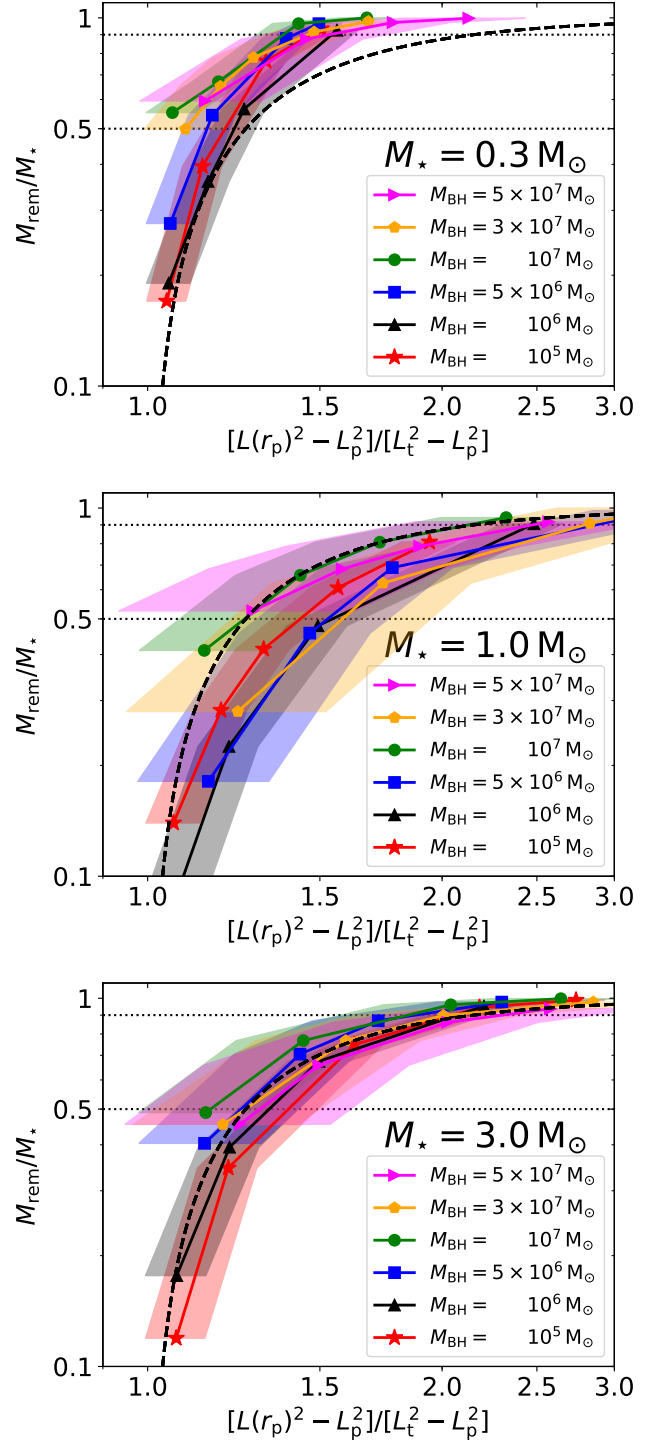 1
0.5
0.1
M_rem/M_⋆
M_⋆ = 0.3 M_⊙
M_BH = 5 × 10^7 M_⊙
M_BH = 3 × 10^7 M_⊙
M_BH = 10^7 M_⊙
M_BH = 5 × 10^6 M_⊙
M_BH = 10^6 M_⊙
M_BH = 10^5 M_⊙
1.0 1.5 2.0 2.5 3.0
[L(r_p)^2 − L_p^2]/[L_t^2 − L_p^2]
1
0.5
0.1
M_rem/M_⋆
M_⋆ = 1.0 M_⊙
M_BH = 5 × 10^7 M_⊙
M_BH = 3 × 10^7 M_⊙
M_BH = 10^7 M_⊙
M_BH = 5 × 10^6 M_⊙
M_BH = 10^6 M_⊙
M_BH = 10^5 M_⊙
1.0 1.5 2.0 2.5 3.0
[L(r_p)^2 − L_p^2]/[L_t^2 − L_p^2]
1
0.5
0.1
M_rem/M_⋆
M_⋆ = 3.0 M_⊙
M_BH = 5 × 10^7 M_⊙
M_BH = 3 × 10^7 M_⊙
M_BH = 10^7 M_⊙
M_BH = 5 × 10^6 M_⊙
M_BH = 10^6 M_⊙
M_BH = 10^5 M_⊙
1.0 1.5 2.0 2.5 3.0
[L(r_p)^2 − L_p^2]/[L_t^2 − L_p^2]